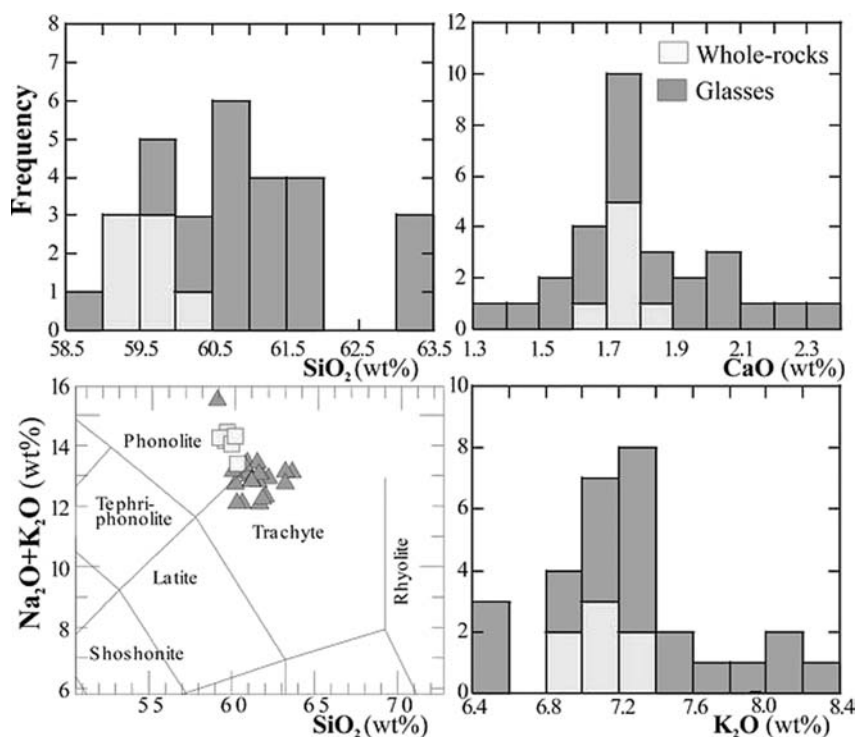 8
7
6
5
4
3
2
1
0
Frequency
58.5 59.5 60.5 61.5 62.5 63.5
SiO₂ (wt%)
12
10
8
6
4
2
0
Whole-rocks
Glasses
1.3 1.5 1.7 1.9 2.1 2.3
CaO (wt%)
16
14
12
10
8
6
Na₂O+K₂O (wt%)
Phonolite
Tephri-
phonolite
Trachyte
Latite
Rhyolite
Shoshonite
55 60 65 70
SiO₂ (wt%)
10
8
6
4
2
0
6.4 6.8 7.2 7.6 8.0 8.4
K₂O (wt%)